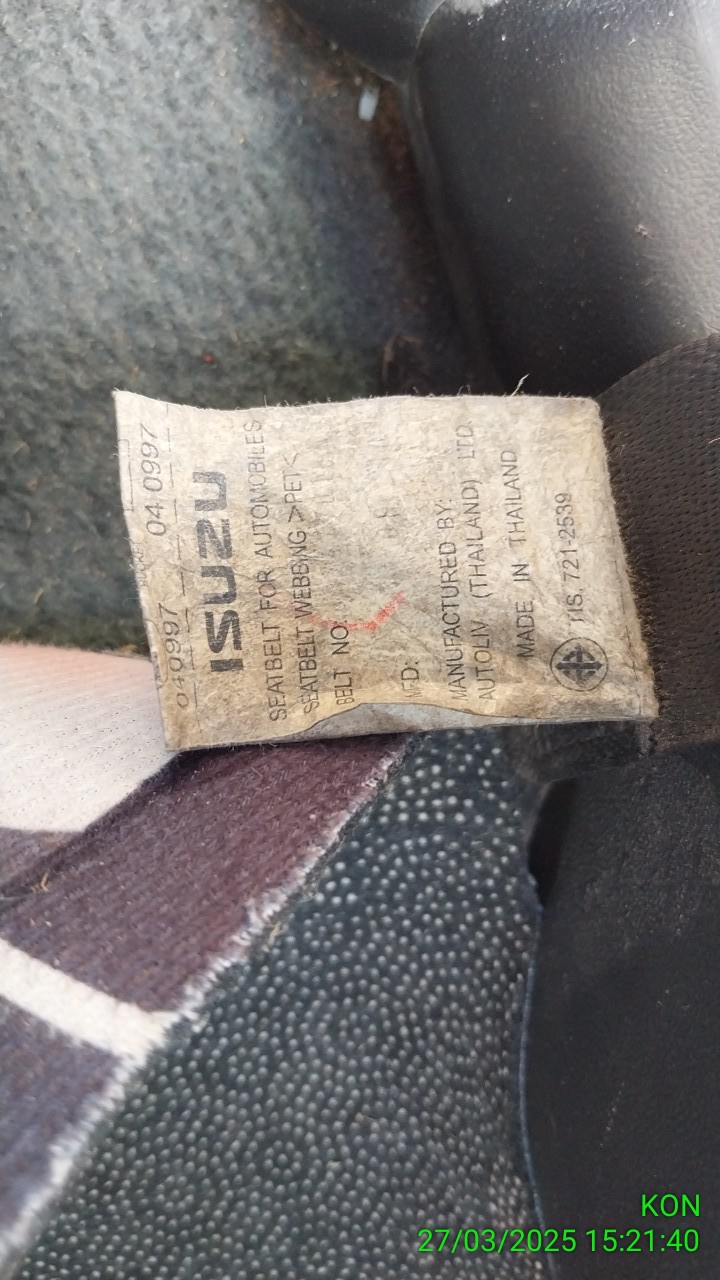 040997 04 0997
ISUZU
SEATBELT FOR AUTOMOBILES
SEATBELT WEBBING >PET<
BELT NO:
MFD:
MANUFACTURED BY:
AUTOLIV (THAILAND) LTD.
MADE IN THAILAND
TIS. 721-2539
KON
27/03/2025 15:21:40